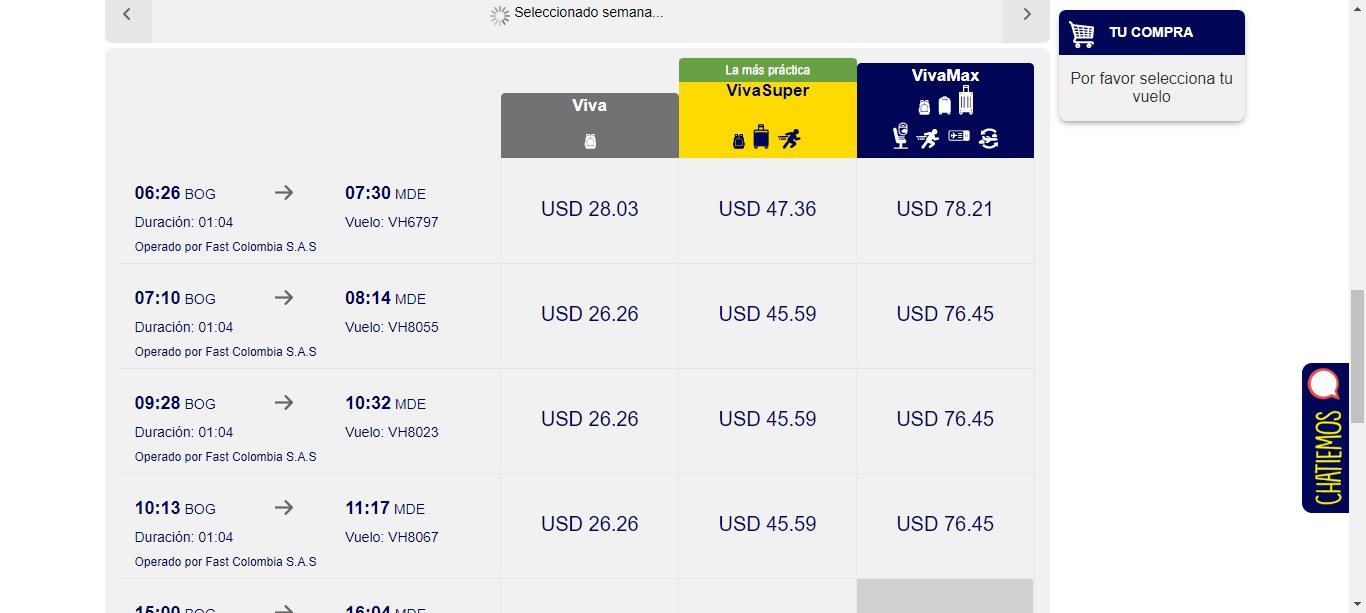 Seleccionado semana...
TU COMPRA
Por favor selecciona tu
vuelo
La más práctica
Viva
VivaSuper
VivaMax
06:26 BOG 07:30 MDE
Duración: 01:04 Vuelo: VH6797
Operado por Fast Colombia S.A.S
USD 28.03 USD 47.36 USD 78.21
07:10 BOG 08:14 MDE
Duración: 01:04 Vuelo: VH8055
Operado por Fast Colombia S.A.S
USD 26.26 USD 45.59 USD 76.45
09:28 BOG 10:32 MDE
Duración: 01:04 Vuelo: VH8023
Operado por Fast Colombia S.A.S
USD 26.26 USD 45.59 USD 76.45
10:13 BOG 11:17 MDE
Duración: 01:04 Vuelo: VH8067
Operado por Fast Colombia S.A.S
USD 26.26 USD 45.59 USD 76.45
15:00 BOG 16:04 MDE
CHATIEMOS